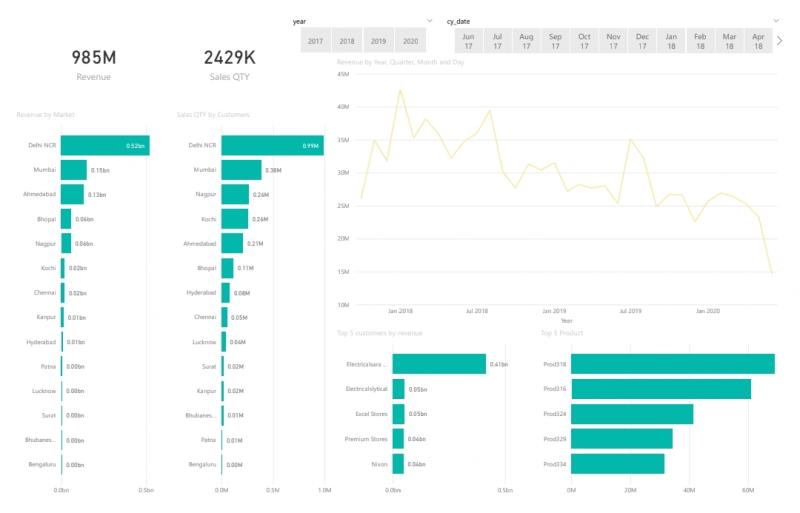 year
cy_date
2017 2018 2019 2020
Jun 17 Jul 17 Aug 17 Sep 17 Oct 17 Nov 17 Dec 17 Jan 18 Feb 18 Mar 18 Apr 18
985M
Revenue
2429K
Sales QTY
Revenue by Market
Delhi NCR 0.52bn
Mumbai 0.15bn
Ahmedabad 0.13bn
Bhopal 0.06bn
Nagpur 0.06bn
Kochi 0.02bn
Chennai 0.02bn
Kanpur 0.01bn
Hyderabad 0.01bn
Patna 0.00bn
Lucknow 0.00bn
Surat 0.00bn
Bhubanes... 0.00bn
Bengaluru 0.00bn
0.0bn 0.5bn
Sales QTY by Customers
Delhi NCR 0.99M
Mumbai 0.38M
Nagpur 0.26M
Kochi 0.26M
Ahmedabad 0.21M
Bhopal 0.11M
Hyderabad 0.08M
Chennai 0.05M
Lucknow 0.04M
Surat 0.02M
Kanpur 0.02M
Bhubanes... 0.01M
Patna 0.01M
Bengaluru 0.00M
0.0M 0.5M 1.0M
Revenue by Year, Quarter, Month and Day
45M
40M
35M
30M
25M
20M
15M
10M
Jan 2018 Jul 2018 Jan 2019 Jul 2019 Jan 2020
Year
Top 5 customers by revenue
Electricalsara ... 0.41bn
Electricalslytical 0.05bn
Excel Stores 0.05bn
Premium Stores 0.04bn
Nixon 0.04bn
0.0bn 0.5bn
Top 5 Product
Prod318
Prod316
Prod324
Prod329
Prod334
0M 20M 40M 60M